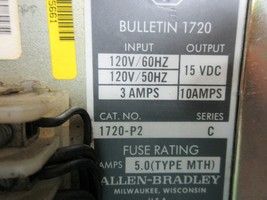 BULLETIN 1720
INPUT OUTPUT
120V/60HZ
120V/50HZ 15 VDC
3 AMPS 10AMPS
CAT. NO. SERIES
1720-P2 C
FUSE RATING
AMPS 5.0(TYPE MTH)
ALLEN-BRADLEY
MILWAUKEE, WISCONSIN